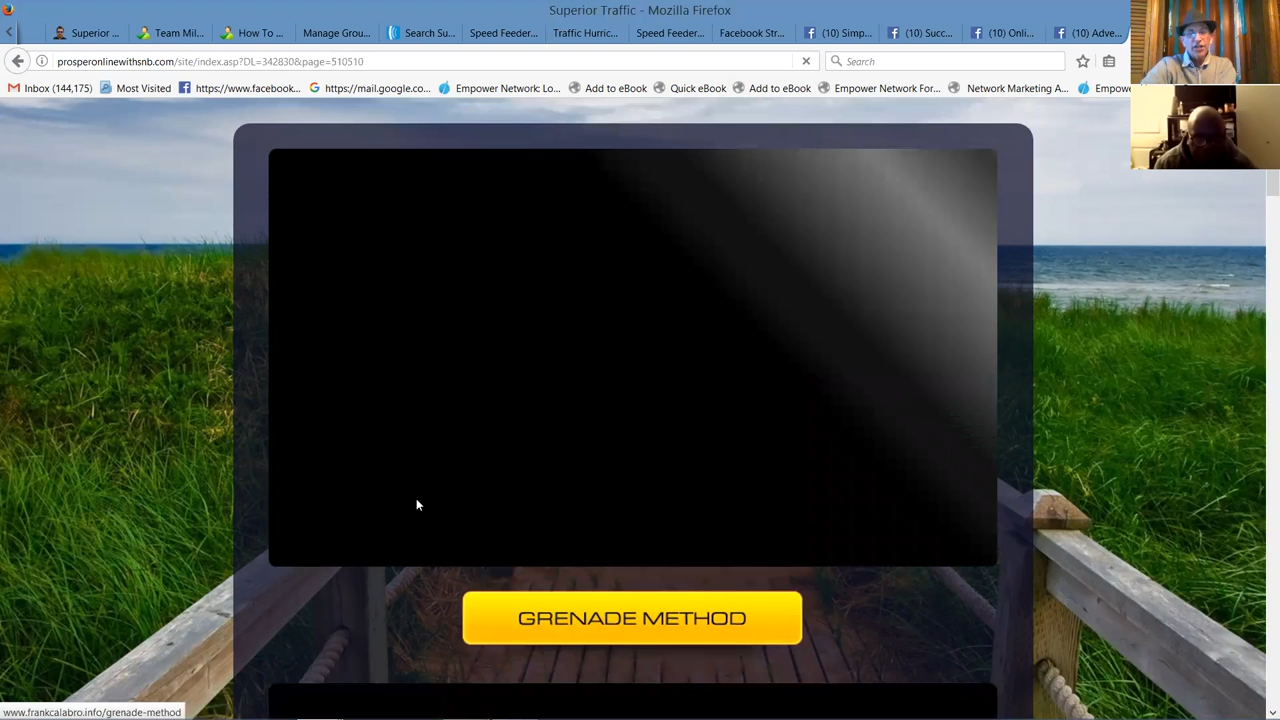 Superior Traffic - Mozilla Firefox
Superior ... Team Mil... How To ... Manage Grou... Search Su... Speed Feeder... Traffic Hurric... Speed Feeder... Facebook Str... (10) Simp... (10) Succ... (10) Onli... (10) Adve...
prosperonlinewithsnb.com/site/index.asp?DL=342830&page=510510 Search
Inbox (144,175) Most Visited https://www.facebook... https://mail.google.co... Empower Network: Lo... Add to eBook Quick eBook Add to eBook Empower Network For... Network Marketing A... Empowe
GRENADE METHOD
www.frankcalabro.info/grenade-method